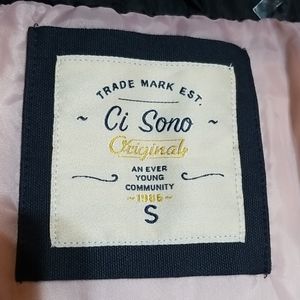 TRADE MARK EST.
~ Ci Sono ~
Originals
AN EVER
YOUNG
COMMUNITY
~1986~
S